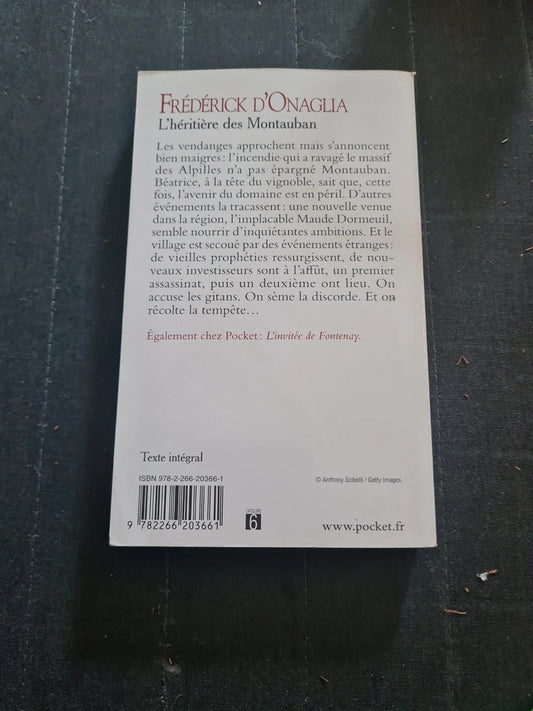 FRÉDÉRICK D'ONAGLIA
L'héritière des Montauban
Les vendanges approchent mais s'annoncent
bien maigres : l'incendie qui a ravagé le massif
des Alpilles n'a pas épargné Montauban.
Béatrice, à la tête du vignoble, sait que, cette
fois, l'avenir du domaine est en péril. D'autres
événements la tracassent : une nouvelle venue
dans la région, l'implacable Maude Dormeuil,
semble nourrir d'inquiétantes ambitions. Et le
village est secoué par des événements étranges :
de vieilles prophéties ressurgissent, de nou-
veaux investisseurs sont à l'affût, un premier
assassinat, puis un deuxième ont lieu. On
accuse les gitans. On sème la discorde. Et on
récolte la tempête…
Également chez Pocket : L'invitée de Fontenay.
Texte intégral
ISBN 978-2-266-20366-1
© Anthony Scibelli / Getty Images.
9 782266 203661
CATÉGORIE
6
www.pocket.fr